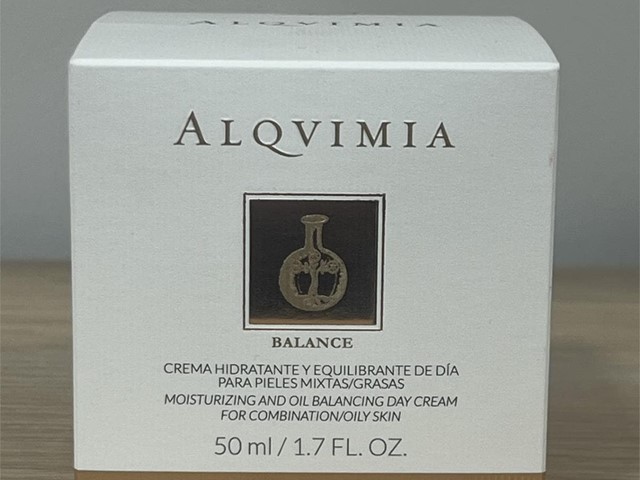 ALQVIMIA
ALQVIMIA
BALANCE
CREMA HIDRATANTE Y EQUILIBRANTE DE DÍA
PARA PIELES MIXTAS/GRASAS
MOISTURIZING AND OIL BALANCING DAY CREAM
FOR COMBINATION/OILY SKIN
50 ml / 1.7 FL. OZ.